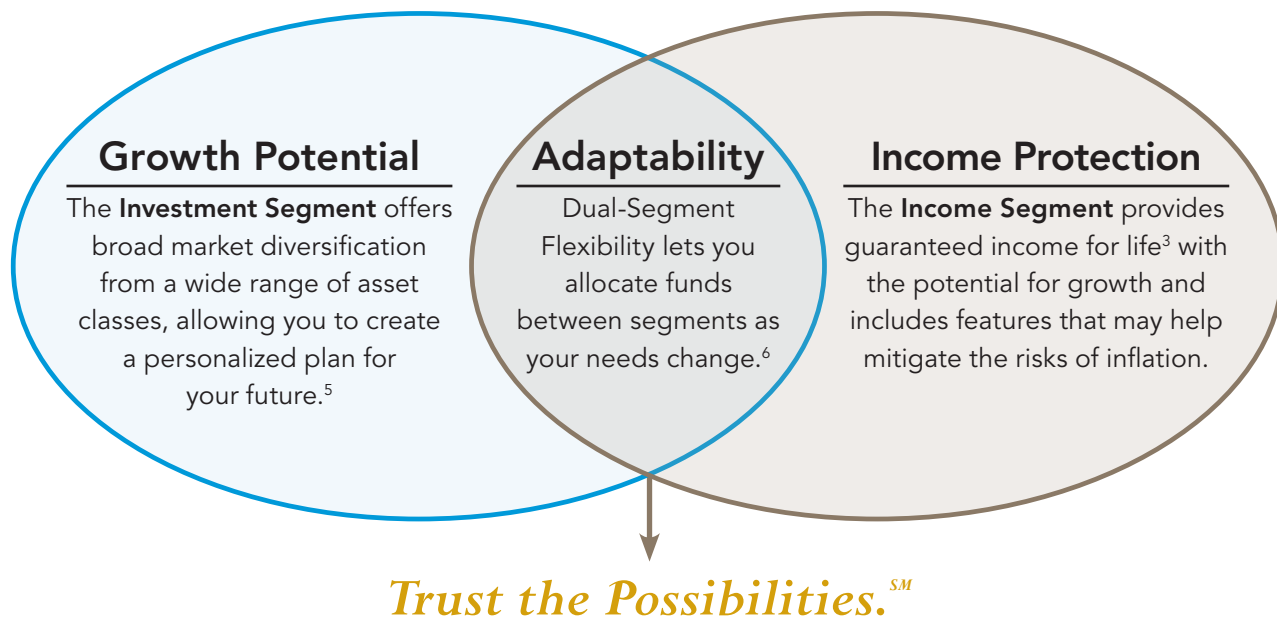 Growth Potential
The Investment Segment offers
broad market diversification
from a wide range of asset
classes, allowing you to create
a personalized plan for
your future.5
Adaptability
Dual-Segment
Flexibility lets you
allocate funds
between segments as
your needs change.6
Income Protection
The Income Segment provides
guaranteed income for life3 with
the potential for growth and
includes features that may help
mitigate the risks of inflation.
Trust the Possibilities.SM